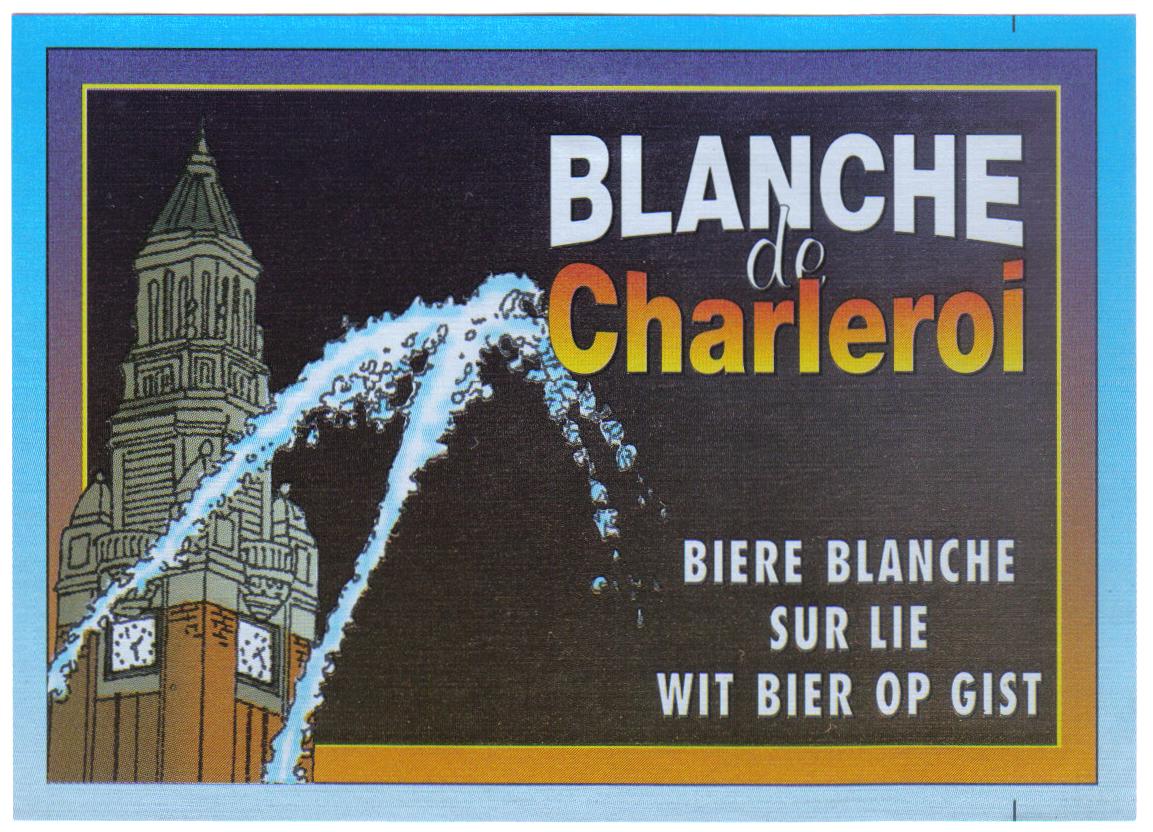 BLANCHE
de
Charleroi
BIERE BLANCHE
SUR LIE
WIT BIER OP GIST